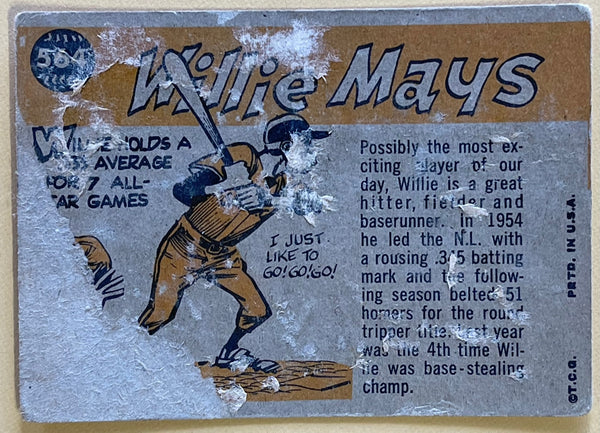 564
Willie Mays
WILLIE HOLDS A
AVERAGE
FOR 7 ALL-
GAMES
I JUST
LIKE TO
GO! GO! GO!
Possibly the most ex-
citing player of our
day, Willie is a great
hitter, fielder and
baserunner. In 1954
he led the N.L. with
a rousing .345 batting
mark and the follow-
ing season belted 51
homers for the round
tripper title. Last year
was the 4th time Wil-
lie was base-stealing
champ.
PRTD. IN U.S.A.
©T.C.G.